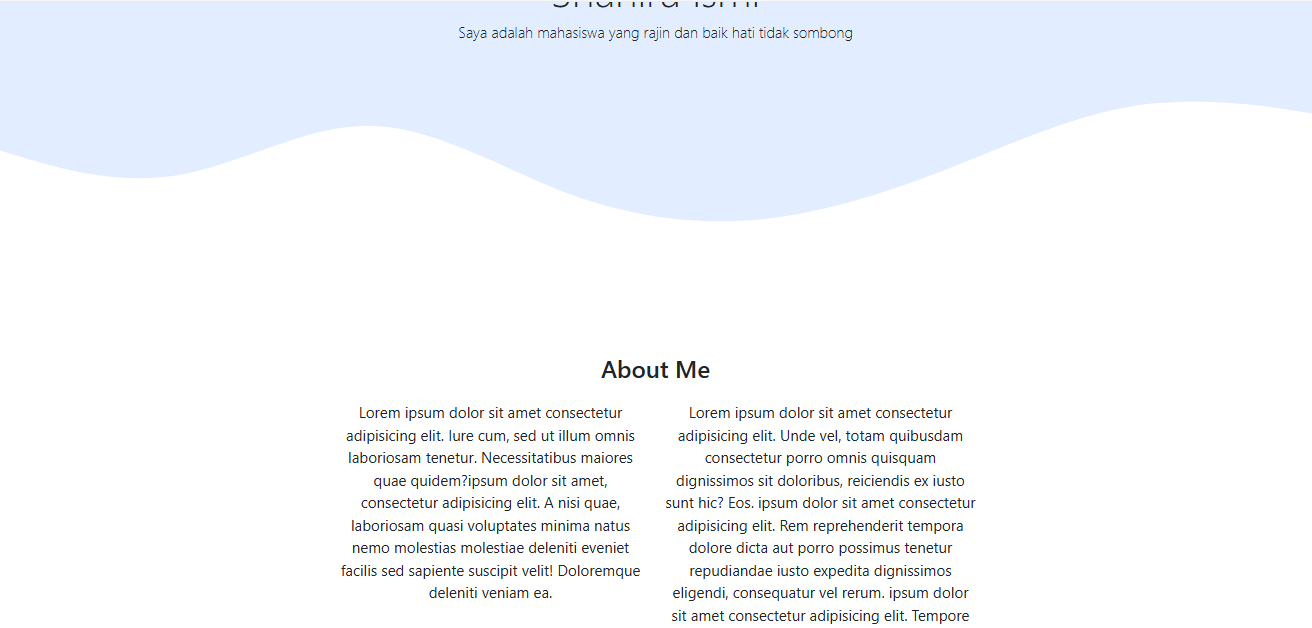 Saya adalah mahasiswa yang rajin dan baik hati tidak sombong
About Me
Lorem ipsum dolor sit amet consectetur
adipisicing elit. Iure cum, sed ut illum omnis
laboriosam tenetur. Necessitatibus maiores
quae quidem?ipsum dolor sit amet,
consectetur adipisicing elit. A nisi quae,
laboriosam quasi voluptates minima natus
nemo molestias molestiae deleniti eveniet
facilis sed sapiente suscipit velit! Doloremque
deleniti veniam ea.
Lorem ipsum dolor sit amet consectetur
adipisicing elit. Unde vel, totam quibusdam
consectetur porro omnis quisquam
dignissimos sit doloribus, reiciendis ex iusto
sunt hic? Eos. ipsum dolor sit amet consectetur
adipisicing elit. Rem reprehenderit tempora
dolore dicta aut porro possimus tenetur
repudiandae iusto expedita dignissimos
eligendi, consequatur vel rerum. ipsum dolor
sit amet consectetur adipisicing elit. Tempore